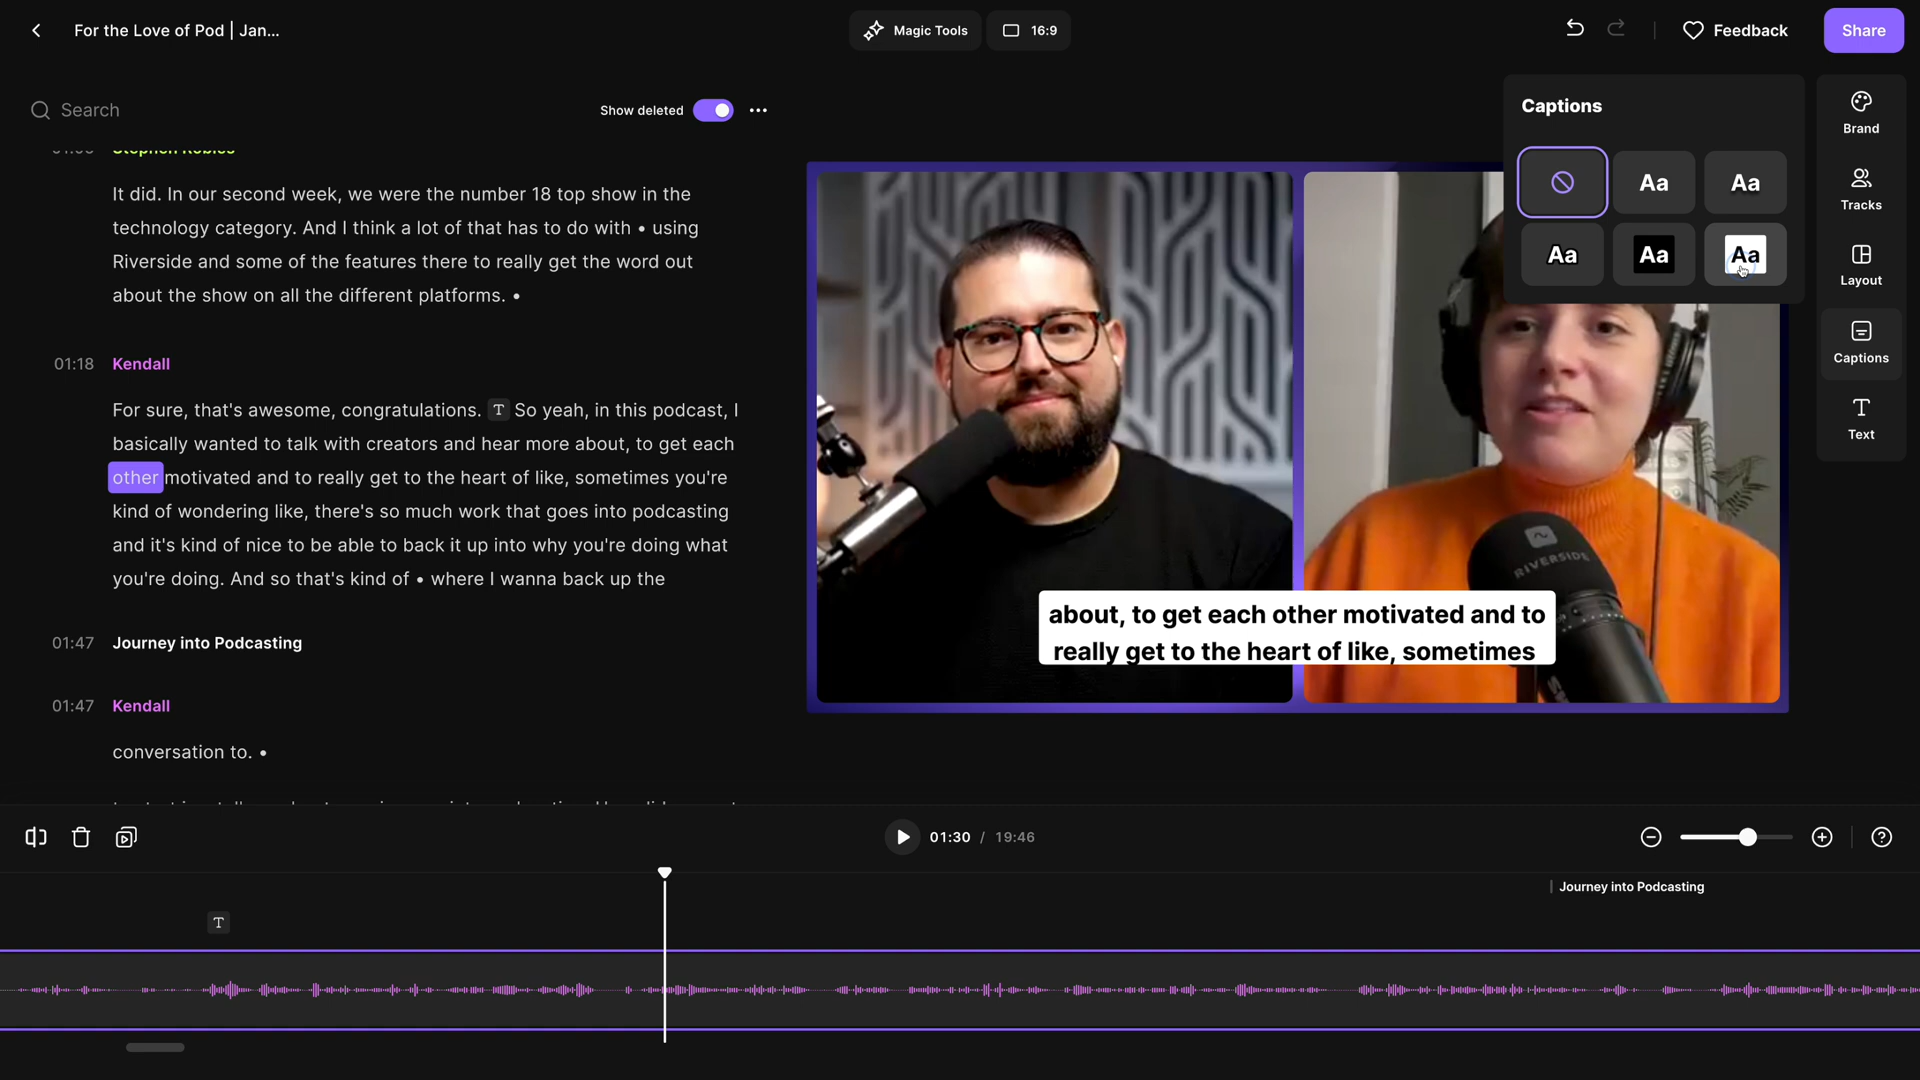 For the Love of Pod | Jan...
Magic Tools
16:9
Feedback
Share
Search
Show deleted
Stephen Robles
It did. In our second week, we were the number 18 top show in the
technology category. And I think a lot of that has to do with • using
Riverside and some of the features there to really get the word out
about the show on all the different platforms. •
01:18 Kendall
For sure, that's awesome, congratulations. T So yeah, in this podcast, I
basically wanted to talk with creators and hear more about, to get each
other motivated and to really get to the heart of like, sometimes you're
kind of wondering like, there's so much work that goes into podcasting
and it's kind of nice to be able to back it up into why you're doing what
you're doing. And so that's kind of • where I wanna back up the
01:47 Journey into Podcasting
01:47 Kendall
conversation to. •
RIVERSIDE
about, to get each other motivated and to
really get to the heart of like, sometimes
Captions
Aa Aa
Aa Aa Aa
Brand
Tracks
Layout
Captions
Text
01:30 / 19:46
Journey into Podcasting
T